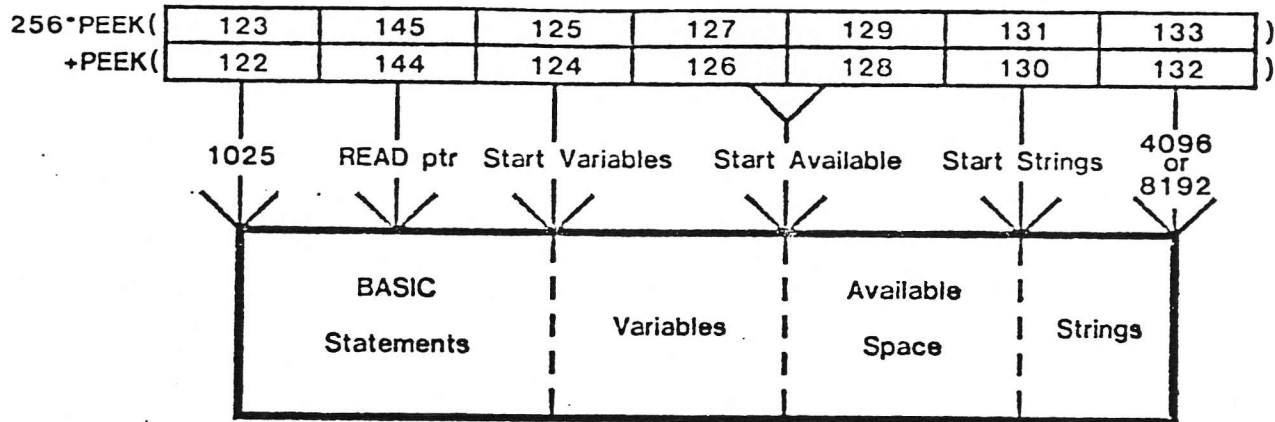 256*PEEK( 123 145 125 127 129 131 133 )
+PEEK( 122 144 124 126 128 130 132 )
1025 READ ptr Start Variables Start Available Start Strings 4096
or
8192
BASIC
Statements
Variables
Available
Space
Strings